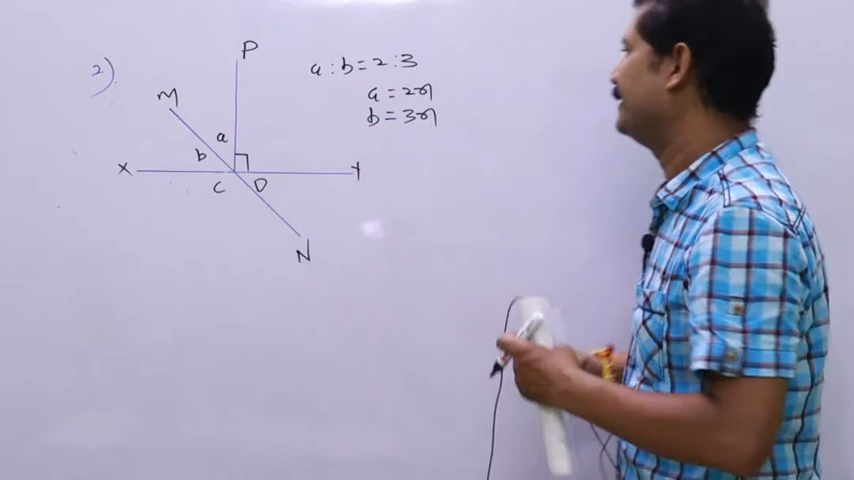 2)
P
a : b = 2 : 3
M
a = 2x
a
b = 3x
b
X
Y
C
D
N